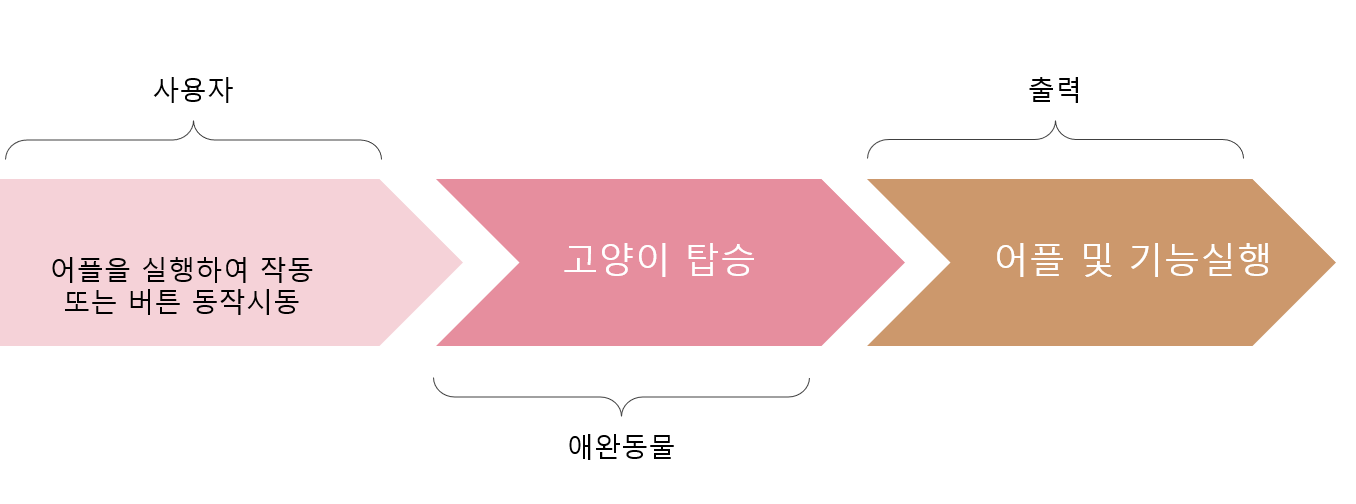 사용자
출력
어플을 실행하여 작동
또는 버튼 동작시동
고양이 탑승
어플 및 기능실행
애완동물